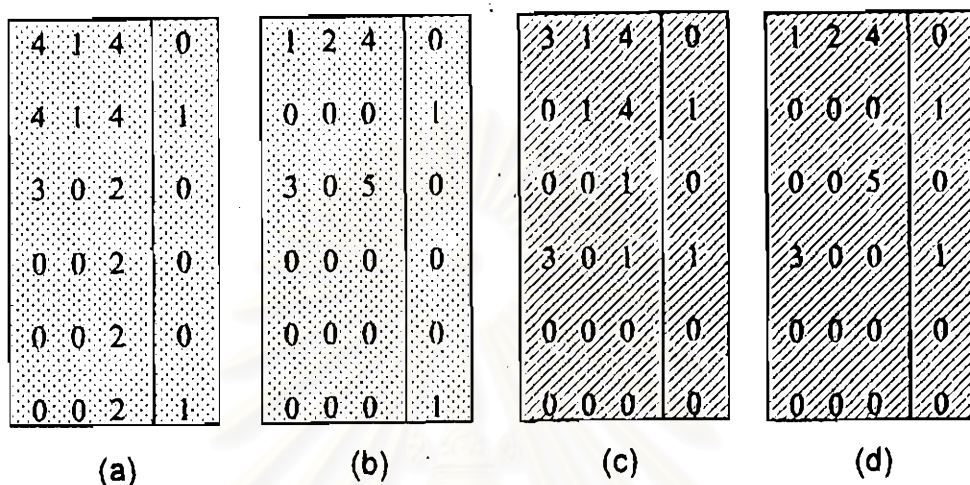 4 1 4 0 1 2 4 0 3 1 4 0 1 2 4 0
4 1 4 1 0 0 0 1 0 1 4 1 0 0 0 1
3 0 2 0 3 0 5 0 0 0 1 0 0 0 5 0
0 0 2 0 0 0 0 0 3 0 1 1 3 0 0 1
0 0 2 0 0 0 0 0 0 0 0 0 0 0 0 0
0 0 2 1 0 0 0 1 0 0 0 0 0 0 0 0
(a) (b) (c) (d)